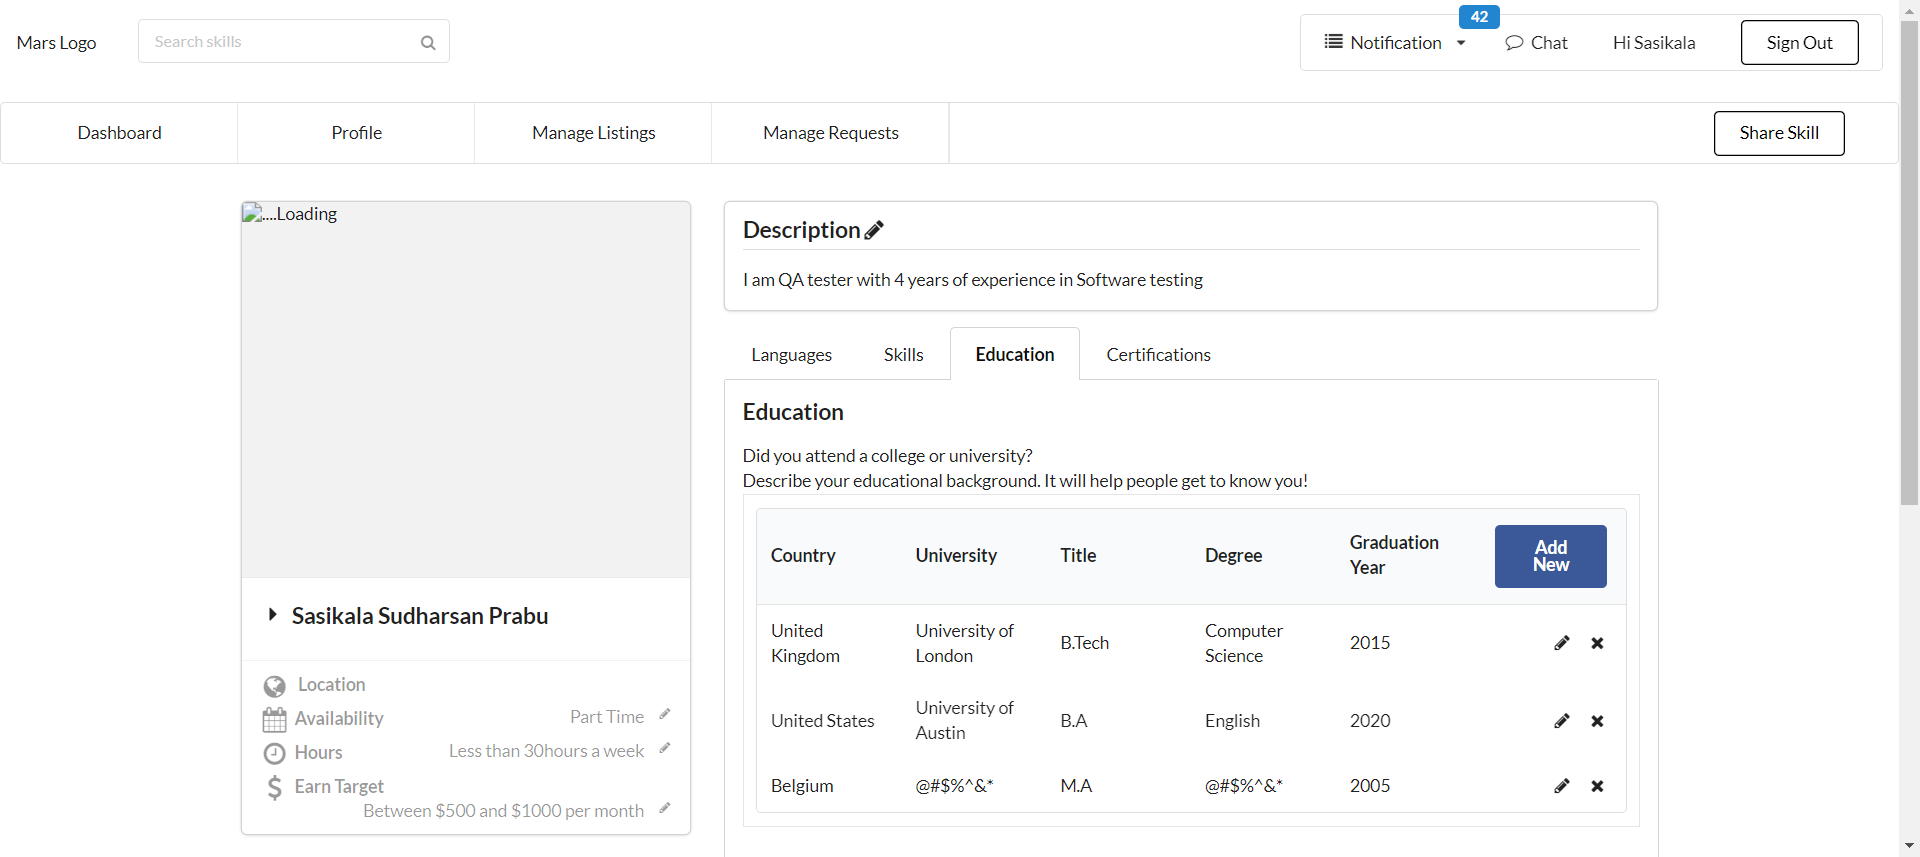 Mars Logo
Search skills
42
Notification
Chat
Hi Sasikala
Sign Out
Dashboard
Profile
Manage Listings
Manage Requests
Share Skill
....Loading
Sasikala Sudharsan Prabu
Location
Availability
Part Time
Hours
Less than 30hours a week
Earn Target
Between $500 and $1000 per month
Description
I am QA tester with 4 years of experience in Software testing
Languages
Skills
Education
Certifications
Education
Did you attend a college or university?
Describe your educational background. It will help people get to know you!
Country
University
Title
Degree
Graduation
Year
Add
New
United
Kingdom
University of
London
B.Tech
Computer
Science
2015
United States
University of
Austin
B.A
English
2020
Belgium
@#$%^&*
M.A
@#$%^&*
2005